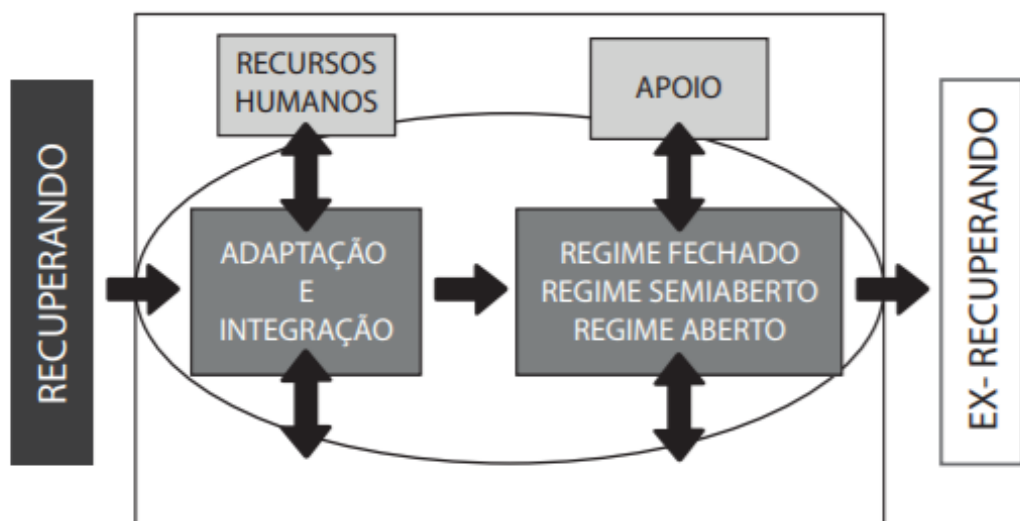 RECUPERANDO
RECURSOS
HUMANOS
APOIO
ADAPTAÇÃO
E
INTEGRAÇÃO
REGIME FECHADO
REGIME SEMIABERTO
REGIME ABERTO
EX- RECUPERANDO